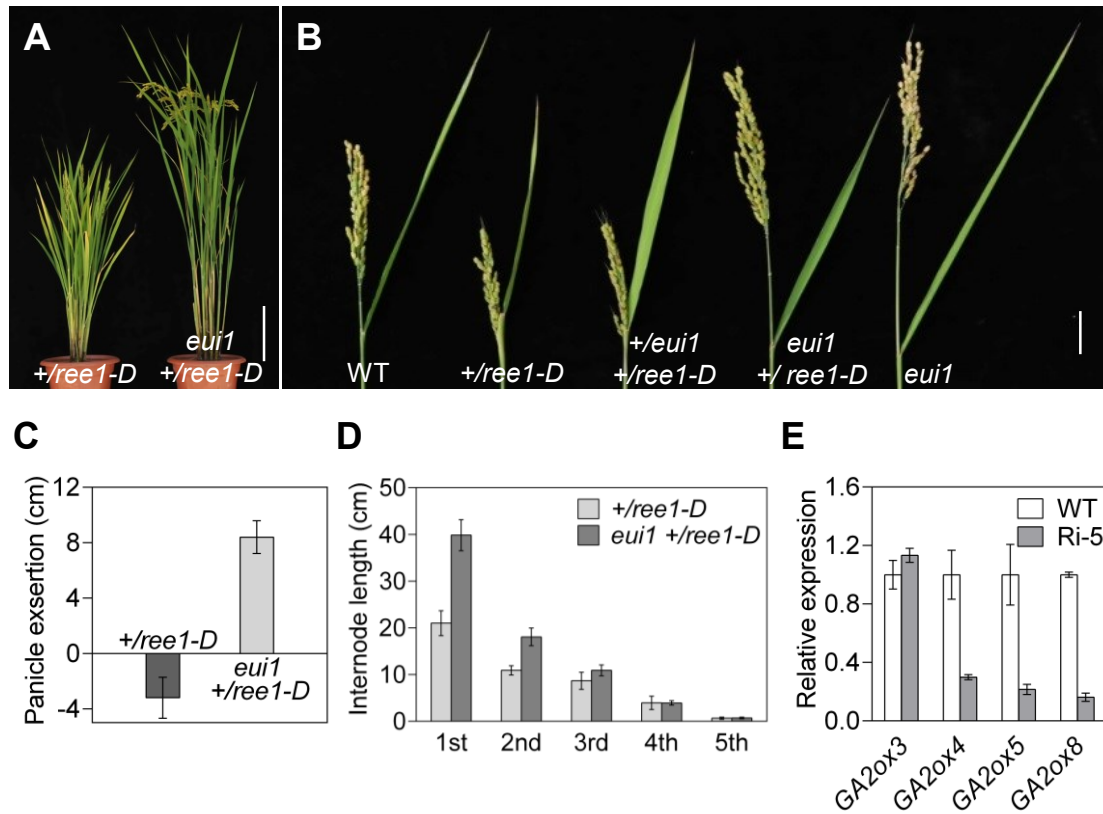 A
eui1
+/ree1-D
+/ree1-D
B
WT
+/ree1-D
+/eui1
+/ree1-D
eui1
+/ ree1-D
eui1
C
Panicle exsertion (cm)
12
8
4
0
-4
+/ree1-D
eui1
+/ree1-D
D
Internode length (cm)
50
40
30
20
10
0
+/ree1-D
eui1 +/ree1-D
1st 2nd 3rd 4th 5th
E
Relative expression
1.6
1.2
0.8
0.4
0.0
WT
Ri-5
GA2ox3 GA2ox4 GA2ox5 GA2ox8